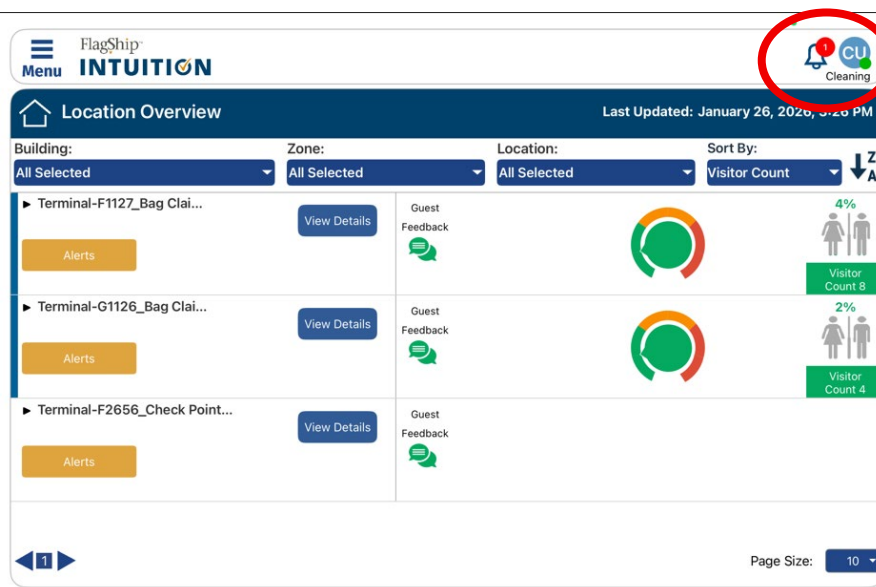 FlagShip
Menu
INTUITION
1
CU
Cleaning
Location Overview
Last Updated: January 26, 2026, 3:26 PM
Building:
Zone:
Location:
Sort By:
All Selected
All Selected
All Selected
Visitor Count
Z
A
Terminal-F1127_Bag Clai...
View Details
Guest
Feedback
4%
Alerts
Visitor
Count 8
Terminal-G1126_Bag Clai...
View Details
Guest
Feedback
2%
Alerts
Visitor
Count 4
Terminal-F2656_Check Point...
View Details
Guest
Feedback
Alerts
1
Page Size:
10